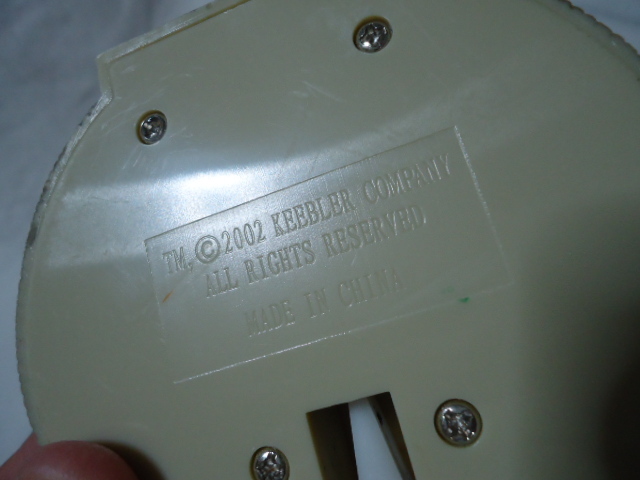 TM. ©2002 KEEBLER COMPANY
ALL RIGHTS RESERVED
MADE IN CHINA